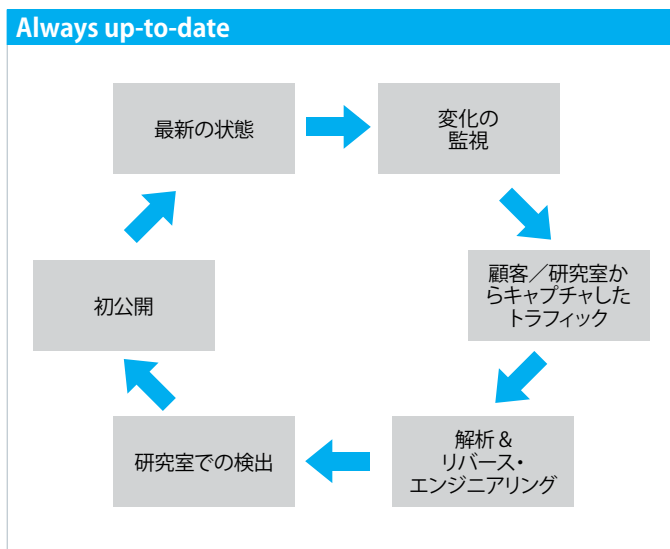 Always up-to-date
最新の状態
変化の
監視
顧客／研究室か
らキャプチャした
トラフィック
解析 &
リバース・
エンジニアリング
研究室での検出
初公開